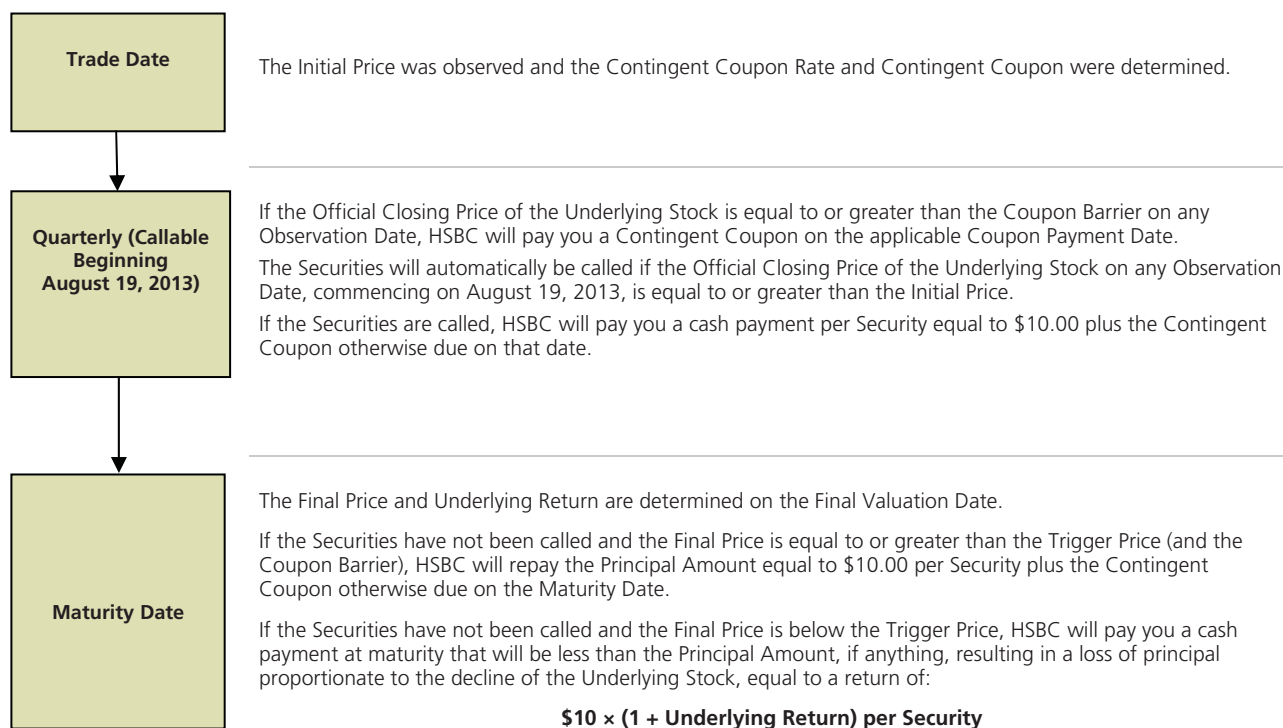 Trade Date
The Initial Price was observed and the Contingent Coupon Rate and Contingent Coupon were determined.
Quarterly (Callable
Beginning
August 19, 2013)
If the Official Closing Price of the Underlying Stock is equal to or greater than the Coupon Barrier on any
Observation Date, HSBC will pay you a Contingent Coupon on the applicable Coupon Payment Date.
The Securities will automatically be called if the Official Closing Price of the Underlying Stock on any Observation
Date, commencing on August 19, 2013, is equal to or greater than the Initial Price.
If the Securities are called, HSBC will pay you a cash payment per Security equal to $10.00 plus the Contingent
Coupon otherwise due on that date.
Maturity Date
The Final Price and Underlying Return are determined on the Final Valuation Date.
If the Securities have not been called and the Final Price is equal to or greater than the Trigger Price (and the
Coupon Barrier), HSBC will repay the Principal Amount equal to $10.00 per Security plus the Contingent
Coupon otherwise due on the Maturity Date.
If the Securities have not been called and the Final Price is below the Trigger Price, HSBC will pay you a cash
payment at maturity that will be less than the Principal Amount, if anything, resulting in a loss of principal
proportionate to the decline of the Underlying Stock, equal to a return of:
$10 × (1 + Underlying Return) per Security